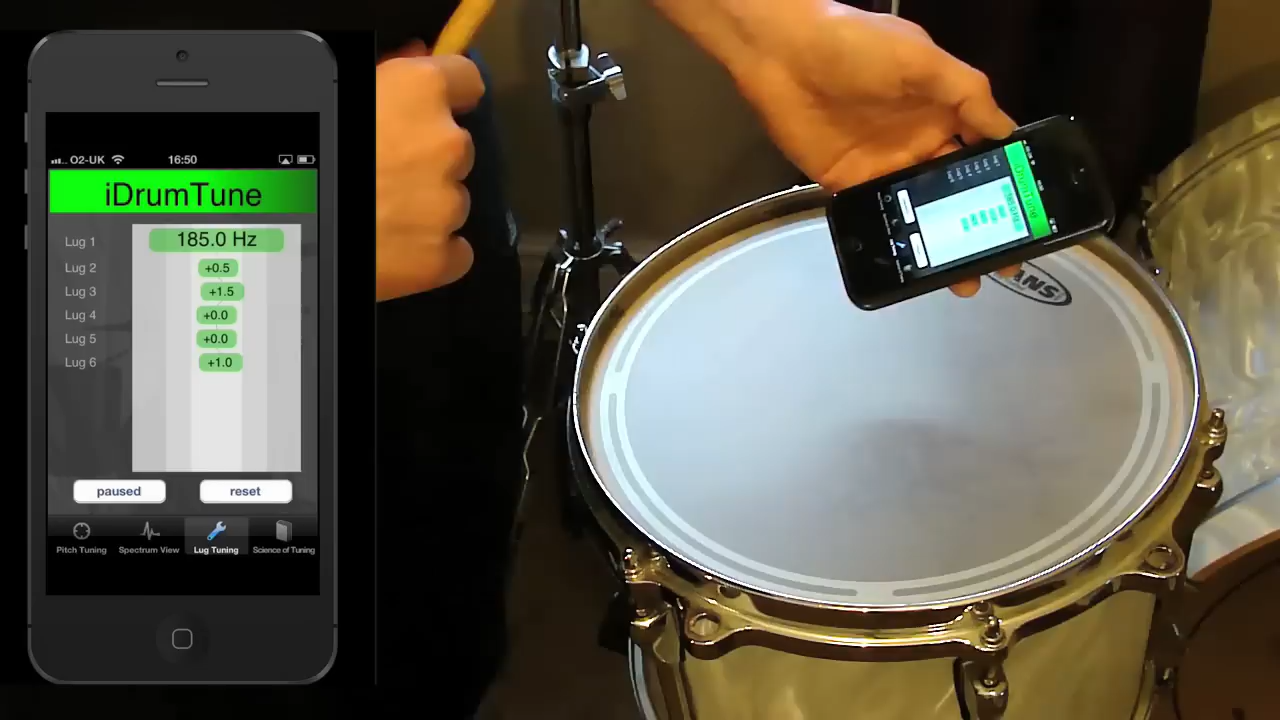 O2-UK 16:50
iDrumTune
Lug 1 185.0 Hz
Lug 2 +0.5
Lug 3 +1.5
Lug 4 +0.0
Lug 5 +0.0
Lug 6 +1.0
paused reset
Pitch Tuning Spectrum View Lug Tuning Science of Tuning
iDrumTune